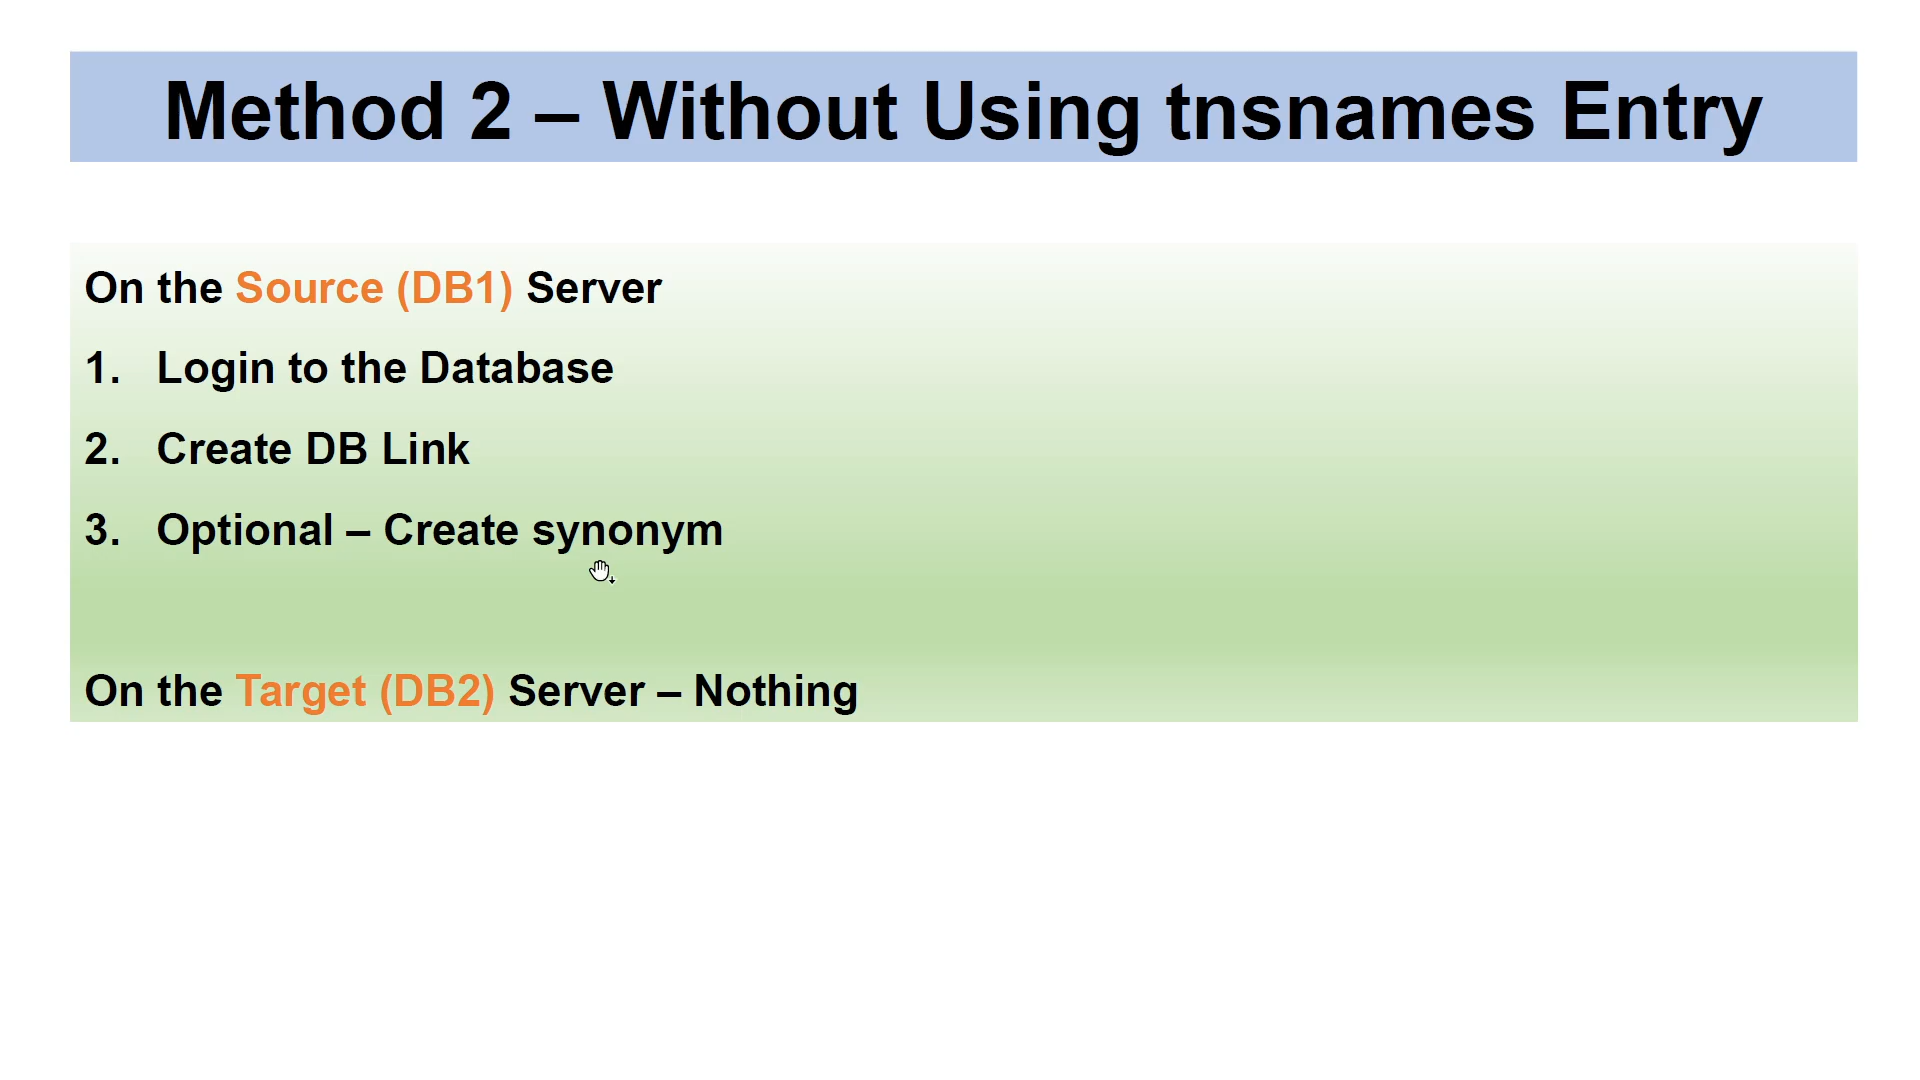 Method 2 – Without Using tnsnames Entry
On the Source (DB1) Server
1. Login to the Database
2. Create DB Link
3. Optional – Create synonym
On the Target (DB2) Server – Nothing